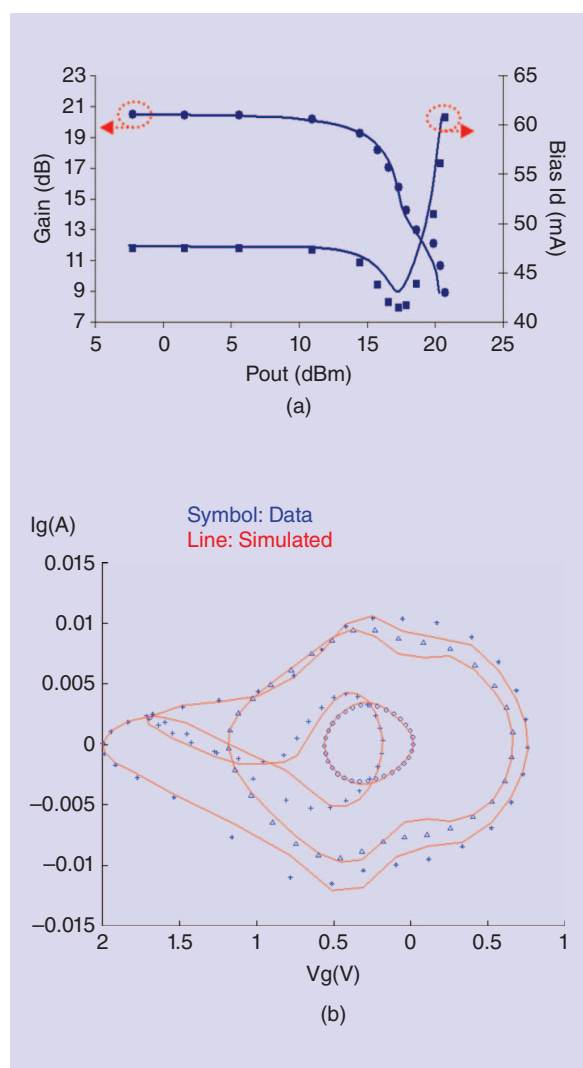 23
21
19
17
15
13
11
9
7
Gain (dB)
65
60
55
50
45
40
Bias Id (mA)
5 0 5 10 15 20 25
Pout (dBm)
(a)
Ig(A)
Symbol: Data
Line: Simulated
0.015
0.010
0.005
0
−0.005
−0.01
−0.015
2 1.5 1 0.5 0 0.5 1
Vg(V)
(b)